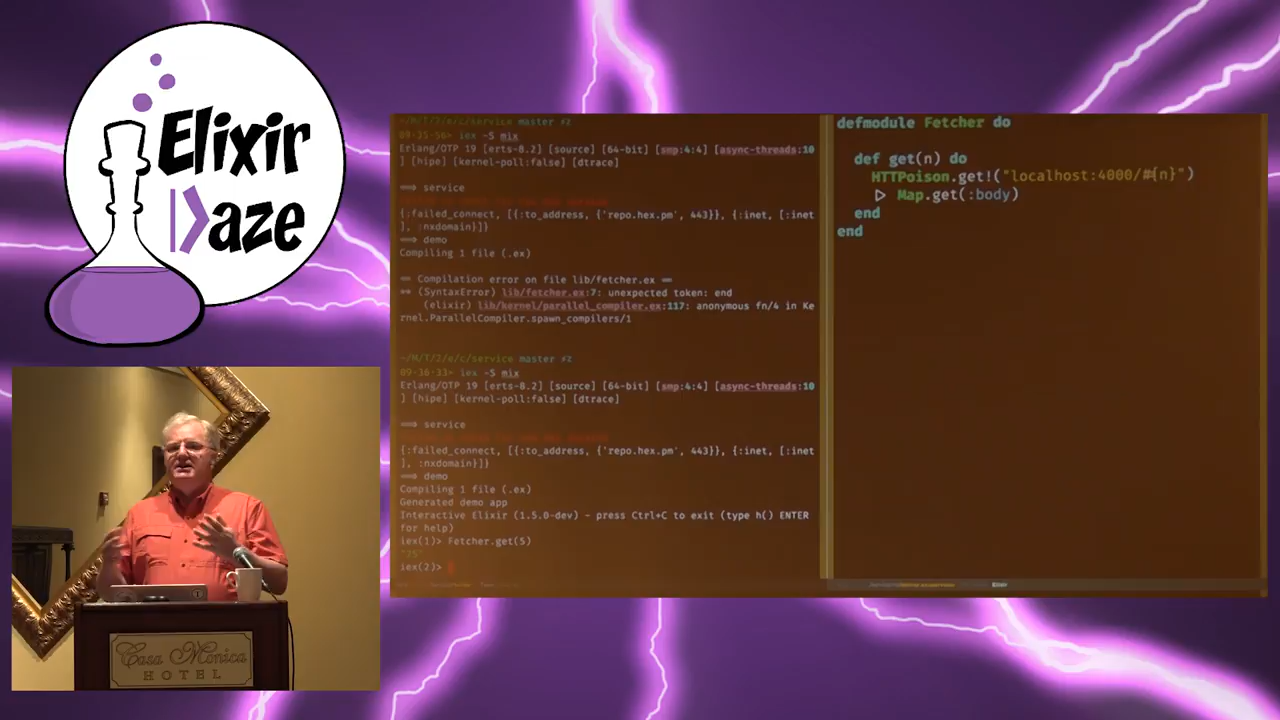 Elixir
Daze
~/M/T/J/e/c/service master ⚡z
09-35-56> iex -S mix
Erlang/OTP 19 [erts-8.2] [source] [64-bit] [smp:4:4] [async-threads:10
] [hipe] [kernel-poll:false] [dtrace]
==> service
{:failed_connect, [{:to_address, {'repo.hex.pm', 443}}, {:inet, [:inet
], :nxdomain}]}
==> demo
Compiling 1 file (.ex)
== Compilation error on file lib/fetcher.ex ==
** (SyntaxError) lib/fetcher.ex:7: unexpected token: end
(elixir) lib/kernel/parallel_compiler.ex:117: anonymous fn/4 in Ke
rnel.ParallelCompiler.spawn_compilers/1
~/M/T/J/e/c/service master ⚡z
09-36-33> iex -S mix
Erlang/OTP 19 [erts-8.2] [source] [64-bit] [smp:4:4] [async-threads:10
] [hipe] [kernel-poll:false] [dtrace]
==> service
{:failed_connect, [{:to_address, {'repo.hex.pm', 443}}, {:inet, [:inet
], :nxdomain}]}
==> demo
Compiling 1 file (.ex)
Generated demo app
Interactive Elixir (1.5.0-dev) - press Ctrl+C to exit (type h() ENTER
for help)
iex(1)> Fetcher.get(5)
"25"
iex(2)>
defmodule Fetcher do
def get(n) do
HTTPoison.get!("localhost:4000/#{n}")
|> Map.get(:body)
end
end
Casa Monica
HOTEL